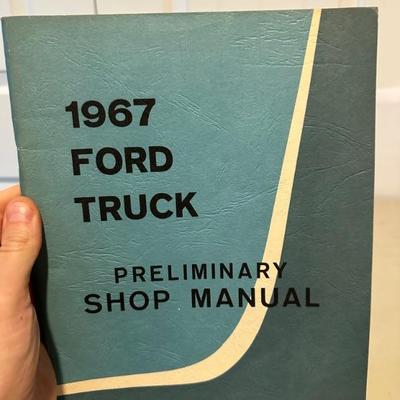 1967
FORD
TRUCK
PRELIMINARY
SHOP MANUAL